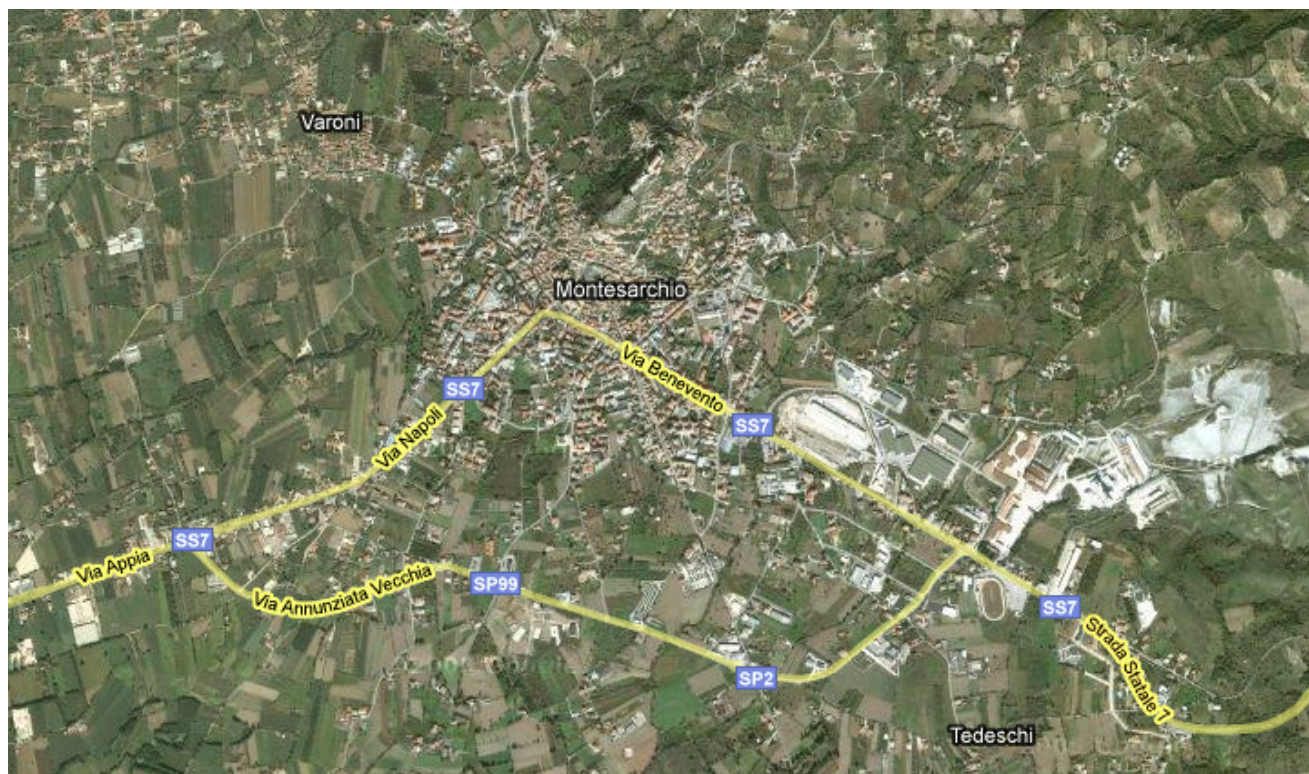 Varoni
Montesarchio
Via Benevento
SS7
Via Napoli
SS7
SS7
Via Appia
Via Annunziata Vecchia
SP99
SS7
Strada Statale 7
SP2
Tedeschi